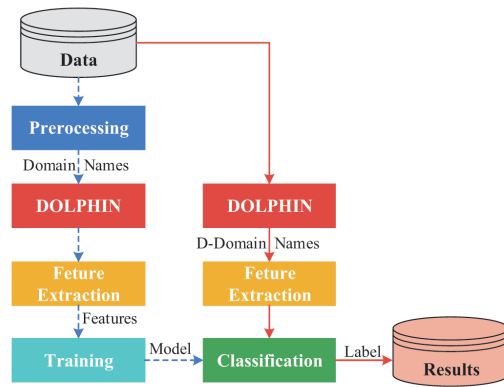 Data
Prerocessing
Domain Names
DOLPHIN
DOLPHIN
D-Domain Names
Feture
Extraction
Feture
Extraction
Features
Training
Model
Classification
Label
Results